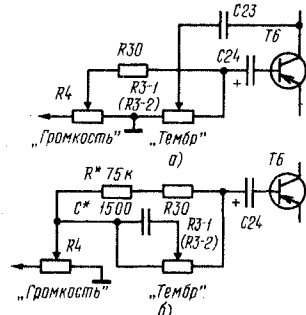 C23
T6
R30
C24
R3-1
R4
(R3-2)
+
„Громкость"
„Тембр"
а)
R* 75к
T6
C* 1500
R30
R3-1
+
C24
R4
(R3-2)
„Громкость"
„Тембр".
б)